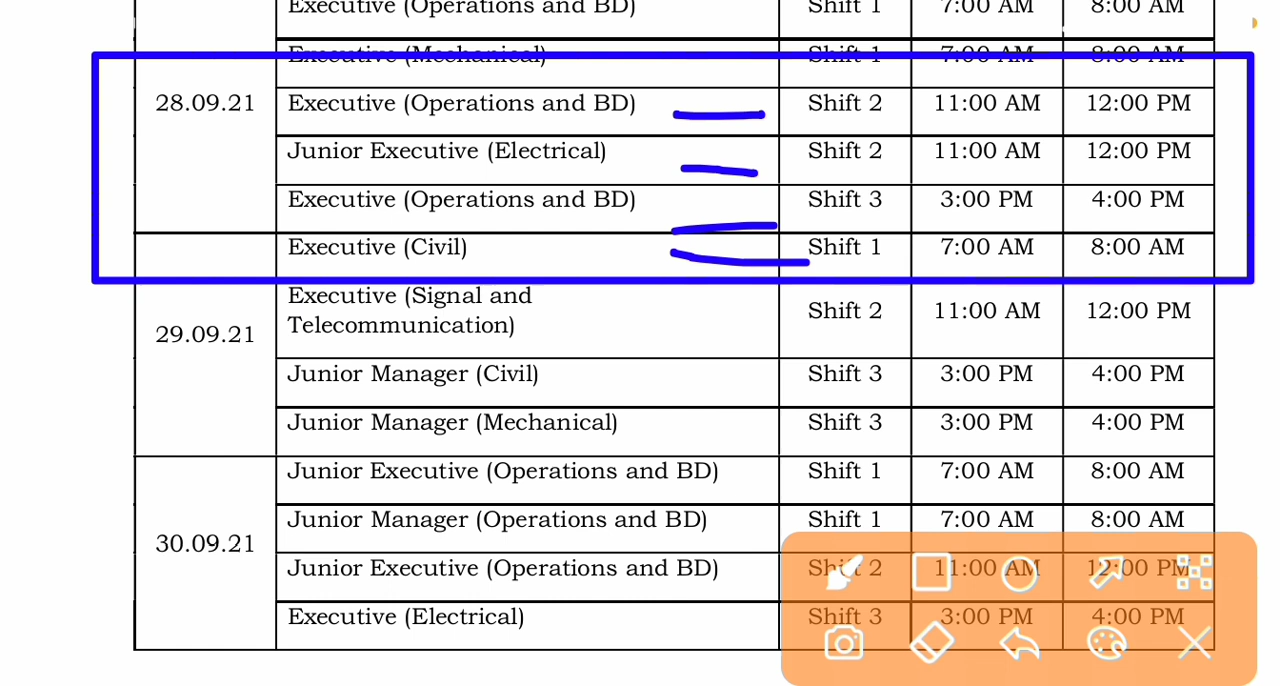 Executive (Operations and BD) Shift 1 7:00 AM 8:00 AM
Executive (Mechanical) Shift 1 7:00 AM 8:00 AM
28.09.21 Executive (Operations and BD) Shift 2 11:00 AM 12:00 PM
Junior Executive (Electrical) Shift 2 11:00 AM 12:00 PM
Executive (Operations and BD) Shift 3 3:00 PM 4:00 PM
Executive (Civil) Shift 1 7:00 AM 8:00 AM
Executive (Signal and
Telecommunication) Shift 2 11:00 AM 12:00 PM
29.09.21
Junior Manager (Civil) Shift 3 3:00 PM 4:00 PM
Junior Manager (Mechanical) Shift 3 3:00 PM 4:00 PM
Junior Executive (Operations and BD) Shift 1 7:00 AM 8:00 AM
Junior Manager (Operations and BD) Shift 1 7:00 AM 8:00 AM
30.09.21
Junior Executive (Operations and BD) Shift 2 11:00 AM 12:00 PM
Executive (Electrical) Shift 3 3:00 PM 4:00 PM